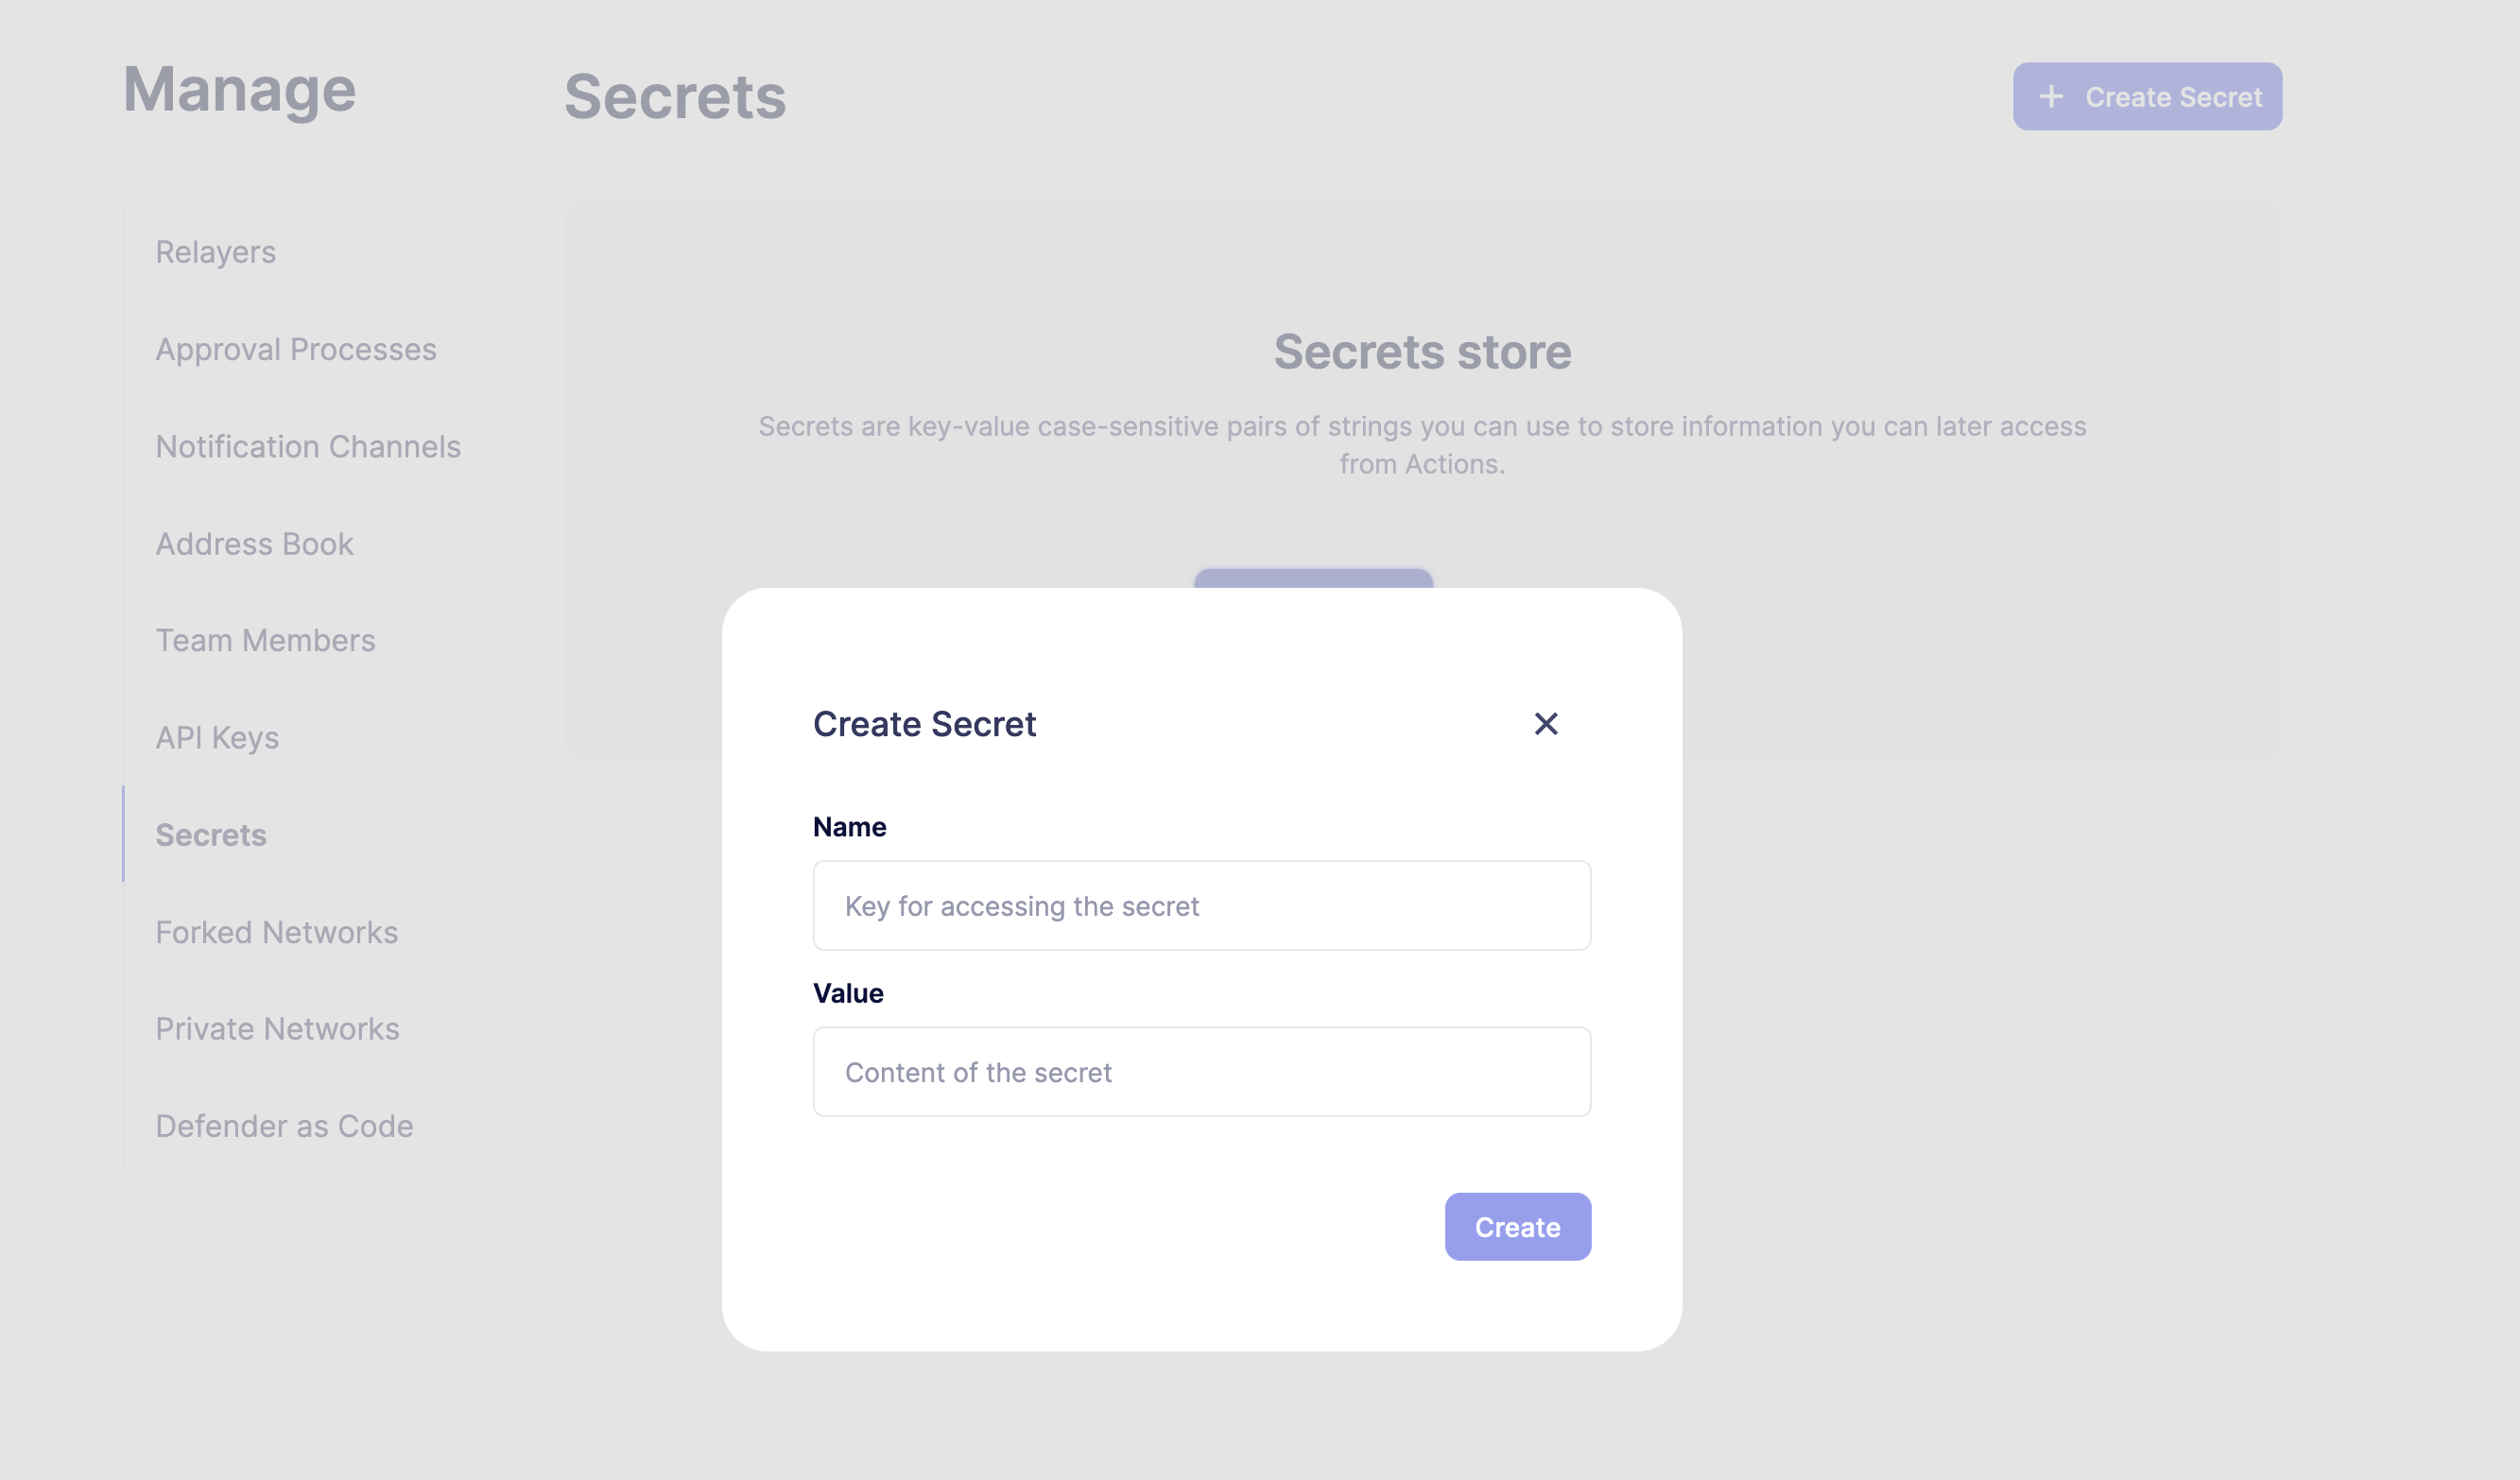 Manage
Relayers
Approval Processes
Notification Channels
Address Book
Team Members
API Keys
Secrets
Forked Networks
Private Networks
Defender as Code
Secrets
Create Secret
Secrets store
Secrets are key-value case-sensitive pairs of strings you can use to store information you can later access
from Actions.
Create Secret
Name
Key for accessing the secret
Value
Content of the secret
Create